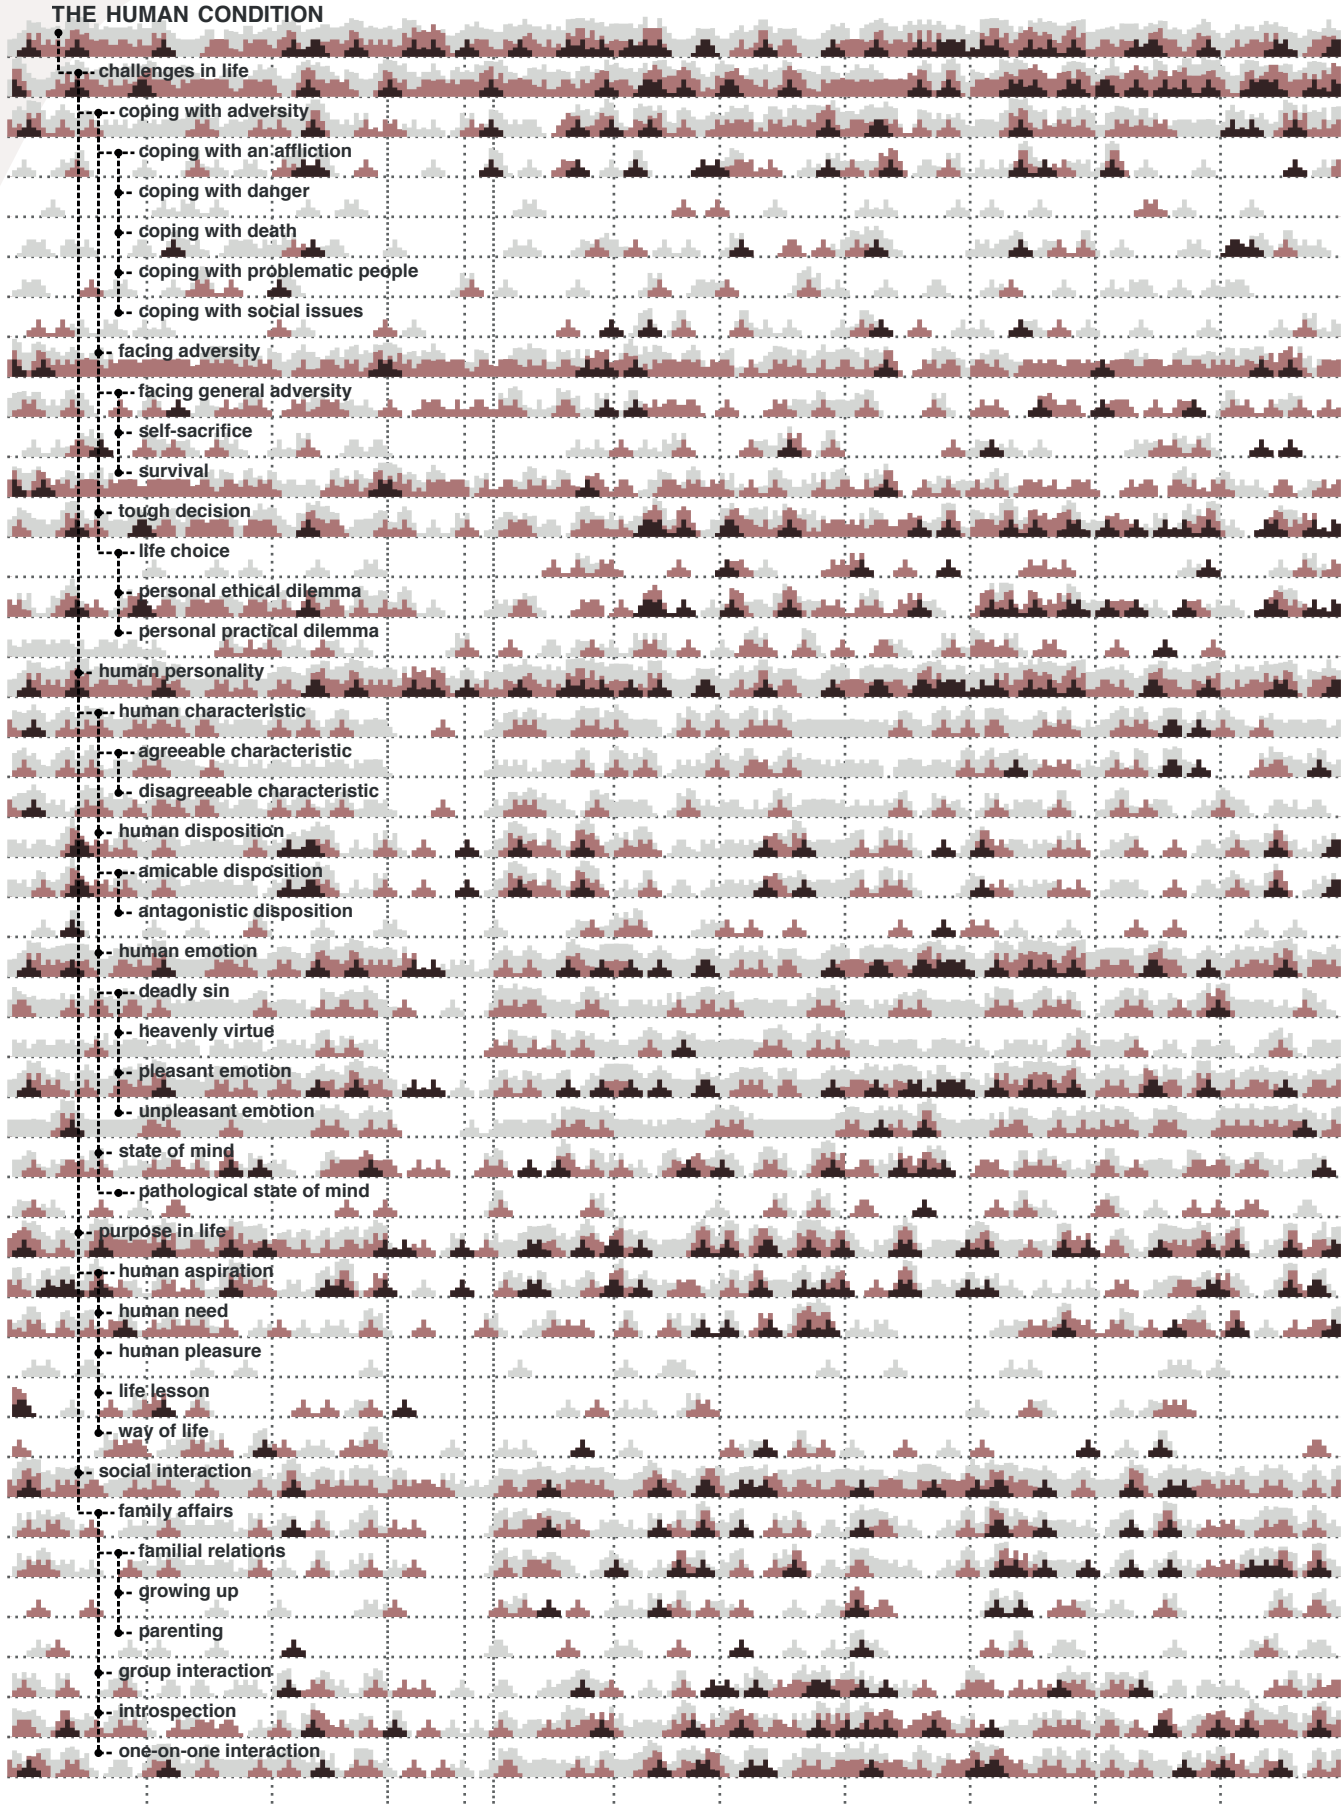 THE HUMAN CONDITION
challenges in life
coping with adversity
coping with an affliction
coping with danger
coping with death
coping with problematic people
coping with social issues
facing adversity
facing general adversity
self-sacrifice
survival
tough decision
life choice
personal ethical dilemma
personal practical dilemma
human personality
human characteristic
agreeable characteristic
disagreeable characteristic
human disposition
amicable disposition
antagonistic disposition
human emotion
deadly sin
heavenly virtue
pleasant emotion
unpleasant emotion
state of mind
pathological state of mind
purpose in life
human aspiration
human need
human pleasure
life lesson
way of life
social interaction
family affairs
familial relations
growing up
parenting
group interaction
introspection
one-on-one interaction